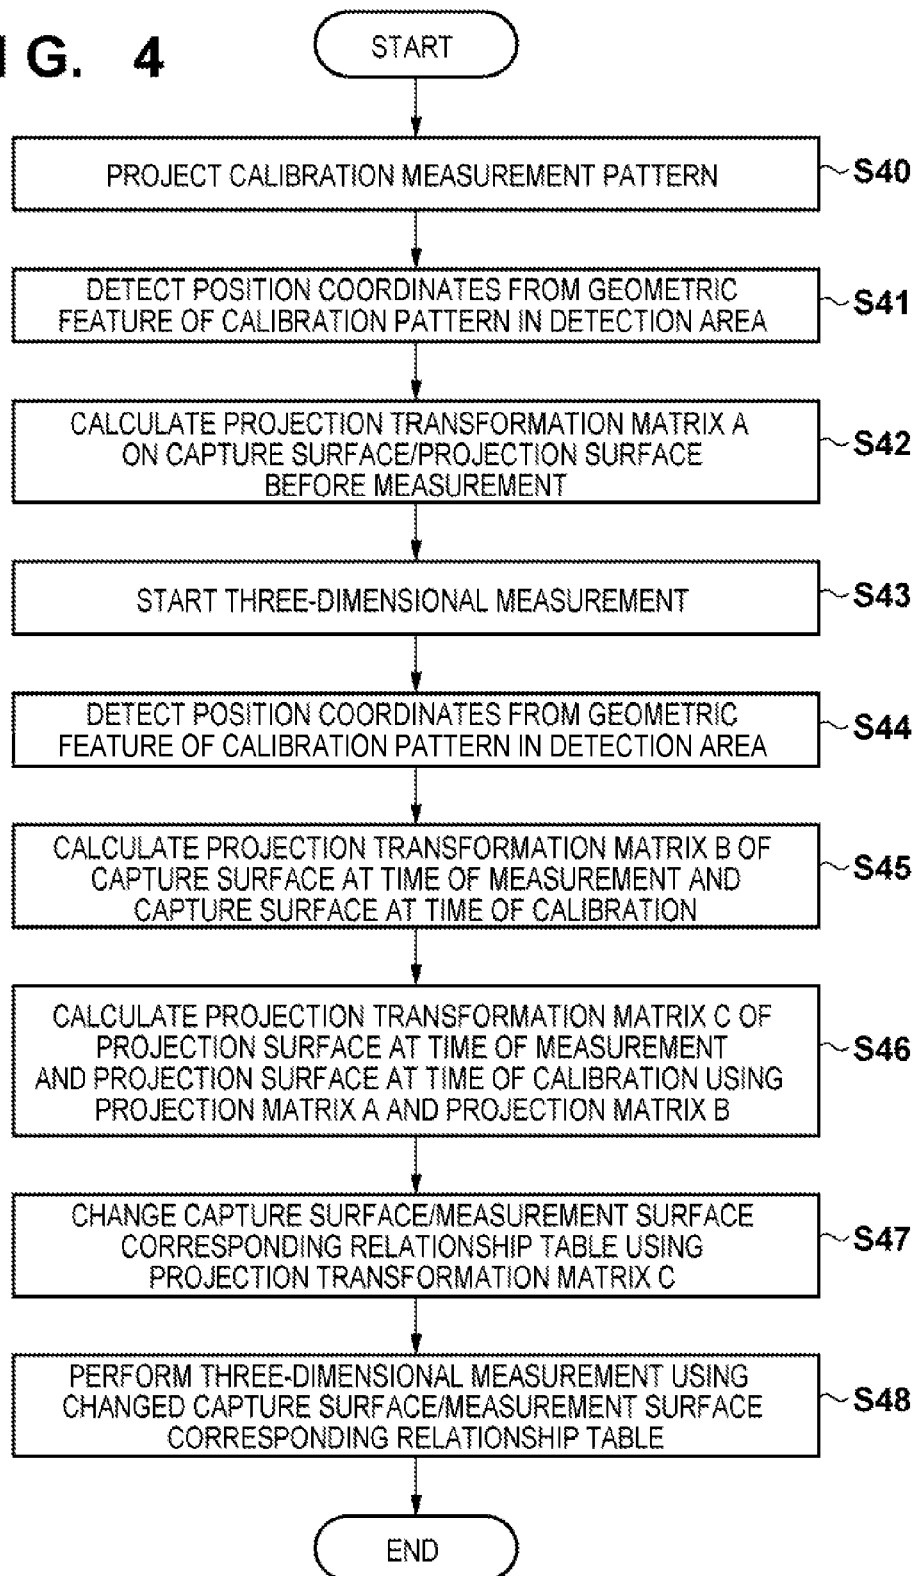 I G. 4
START
PROJECT CALIBRATION MEASUREMENT PATTERN
S40
DETECT POSITION COORDINATES FROM GEOMETRIC
FEATURE OF CALIBRATION PATTERN IN DETECTION AREA
S41
CALCULATE PROJECTION TRANSFORMATION MATRIX A
ON CAPTURE SURFACE/PROJECTION SURFACE
BEFORE MEASUREMENT
S42
START THREE-DIMENSIONAL MEASUREMENT
S43
DETECT POSITION COORDINATES FROM GEOMETRIC
FEATURE OF CALIBRATION PATTERN IN DETECTION AREA
S44
CALCULATE PROJECTION TRANSFORMATION MATRIX B OF
CAPTURE SURFACE AT TIME OF MEASUREMENT AND
CAPTURE SURFACE AT TIME OF CALIBRATION
S45
CALCULATE PROJECTION TRANSFORMATION MATRIX C OF
PROJECTION SURFACE AT TIME OF MEASUREMENT
AND PROJECTION SURFACE AT TIME OF CALIBRATION USING
PROJECTION MATRIX A AND PROJECTION MATRIX B
S46
CHANGE CAPTURE SURFACE/MEASUREMENT SURFACE
CORRESPONDING RELATIONSHIP TABLE USING
PROJECTION TRANSFORMATION MATRIX C
S47
PERFORM THREE-DIMENSIONAL MEASUREMENT USING
CHANGED CAPTURE SURFACE/MEASUREMENT SURFACE
CORRESPONDING RELATIONSHIP TABLE
S48
END